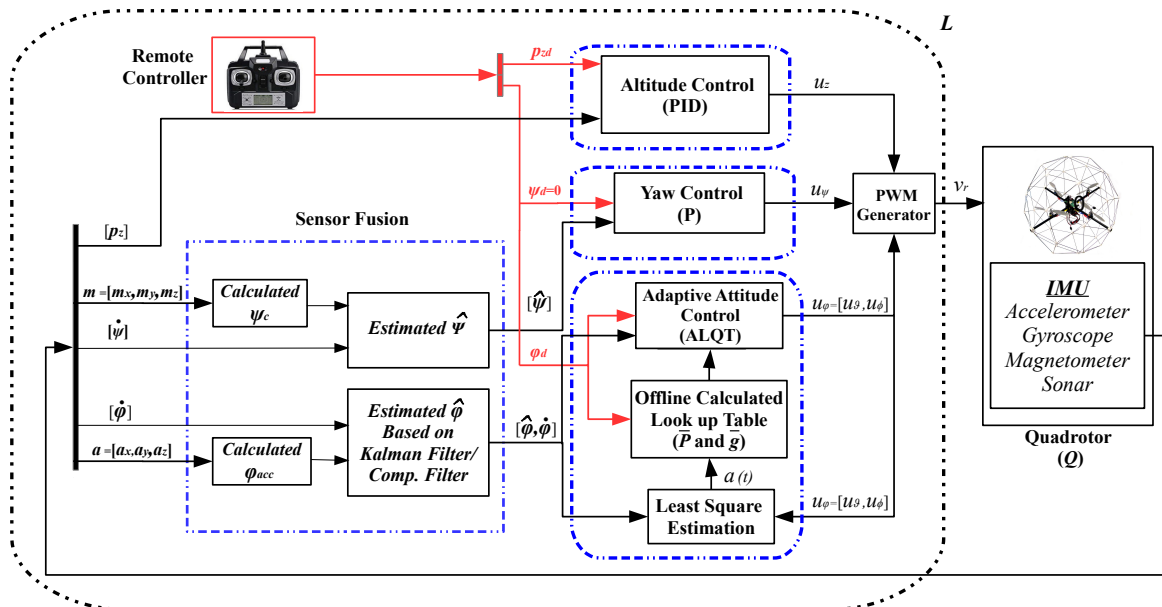 L
Remote
Controller
p_zd
Altitude Control
(PID)
u_z
ψ_d=0
Yaw Control
(P)
u_ψ
PWM
Generator
v_r
Sensor Fusion
[p_z]
m =[m_x,m_y,m_z]
Calculated
ψ_c
Estimated ψ̂
[ψ̂]
[ψ̇]
Adaptive Attitude
Control
(ALQT)
u_φ=[u_ϑ,u_ϕ]
φ_d
Offline Calculated
Look up Table
(P̅ and g̅)
[φ̇]
Estimated φ̂
Based on
Kalman Filter/
Comp. Filter
[φ̂,φ̇]
a =[a_x,a_y,a_z]
Calculated
φ_acc
a (t)
Least Square
Estimation
u_φ=[u_ϑ,u_ϕ]
IMU
Accelerometer
Gyroscope
Magnetometer
Sonar
Quadrotor
(Q)